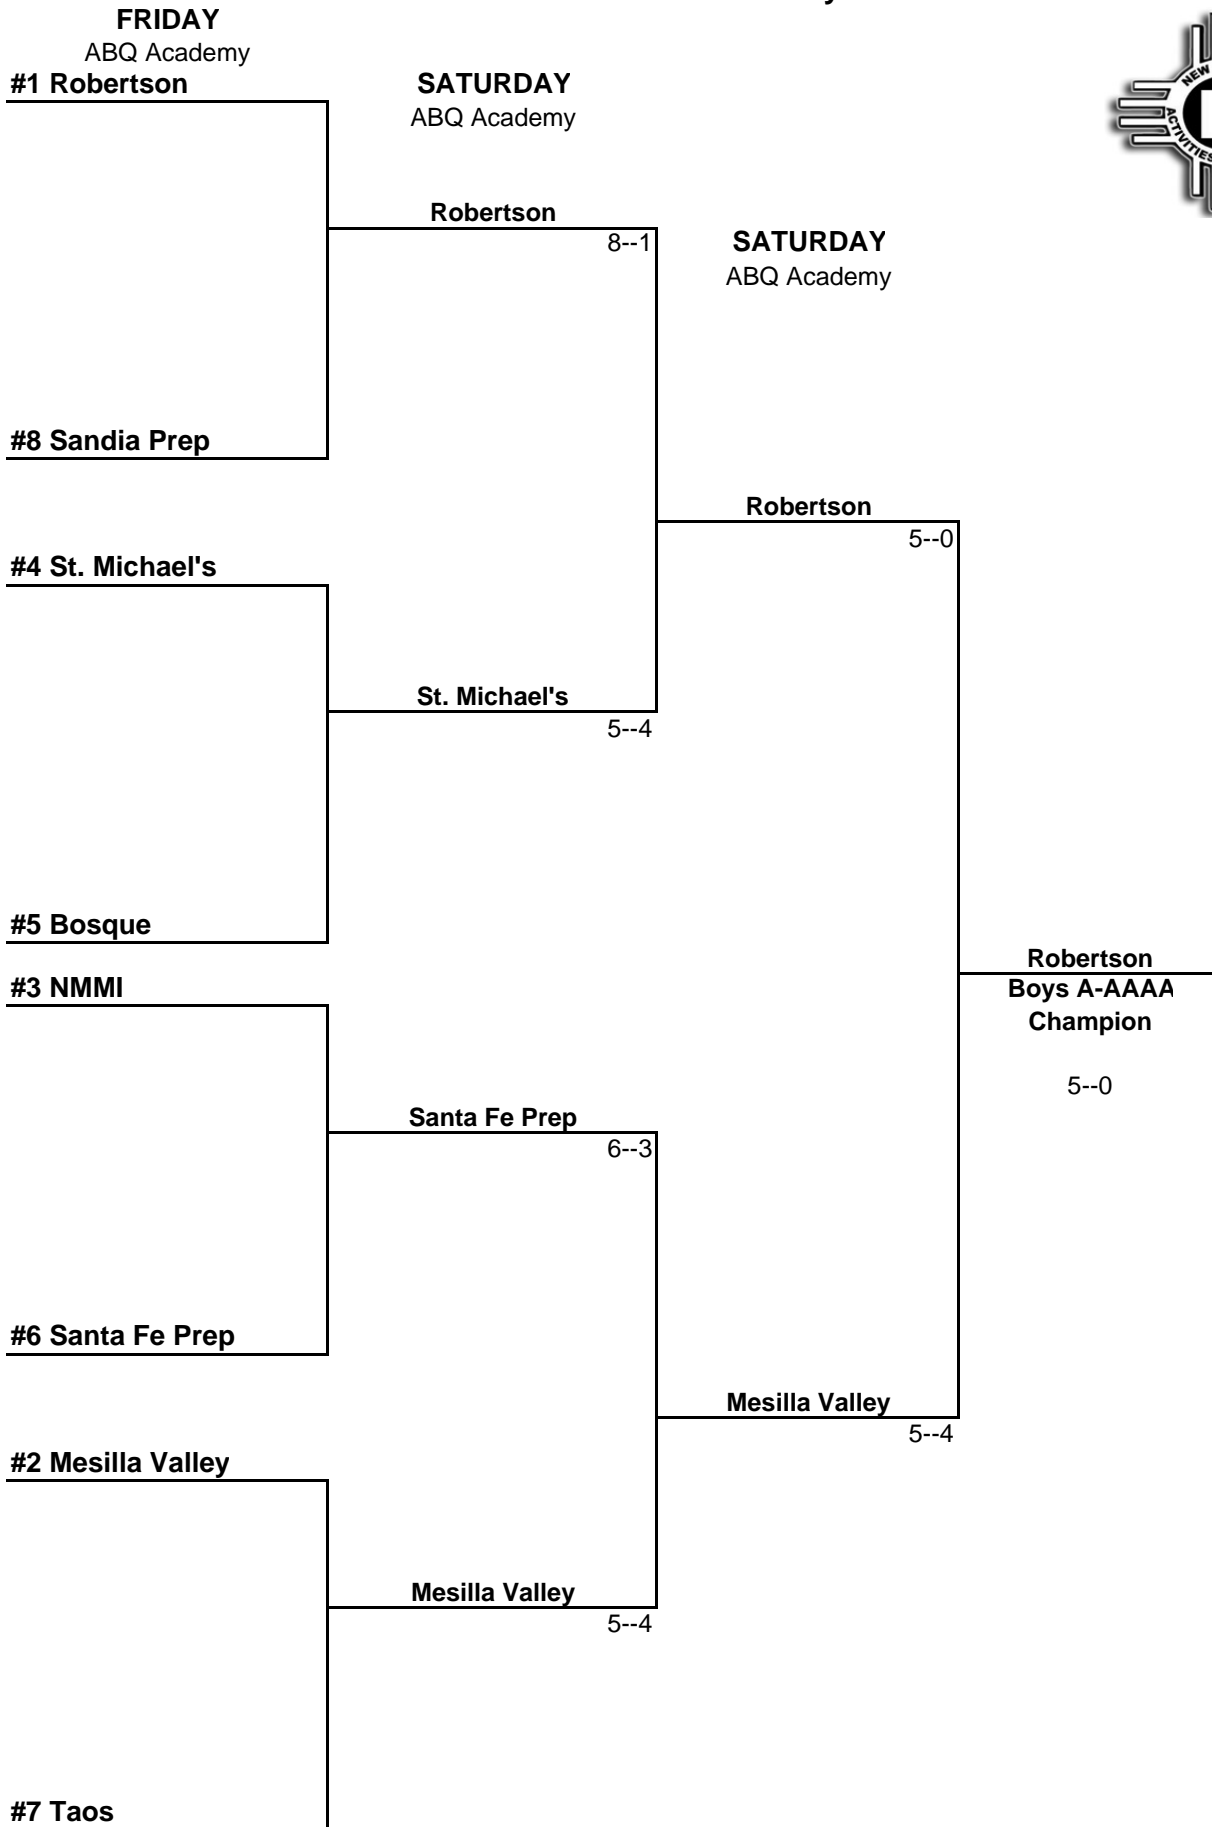 FRIDAY
ABQ Academy
#1 Robertson
SATURDAY
ABQ Academy
Robertson
8--1
SATURDAY
ABQ Academy
#8 Sandia Prep
Robertson
5--0
#4 St. Michael's
St. Michael's
5--4
#5 Bosque
Robertson
#3 NMMI
Boys A-AAAA
Champion
5--0
Santa Fe Prep
6--3
#6 Santa Fe Prep
Mesilla Valley
5--4
#2 Mesilla Valley
Mesilla Valley
5--4
#7 Taos
NEW
ACTIVITIES